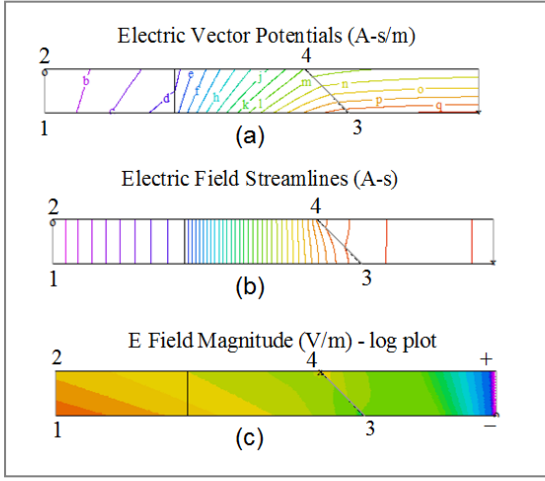 Electric Vector Potentials (A-s/m)
2 4
b d e f h j k l m n o p q
1 3
(a)
Electric Field Streamlines (A-s)
2 4
1 3
(b)
E Field Magnitude (V/m) - log plot
2 4 +
1 3 −
(c)